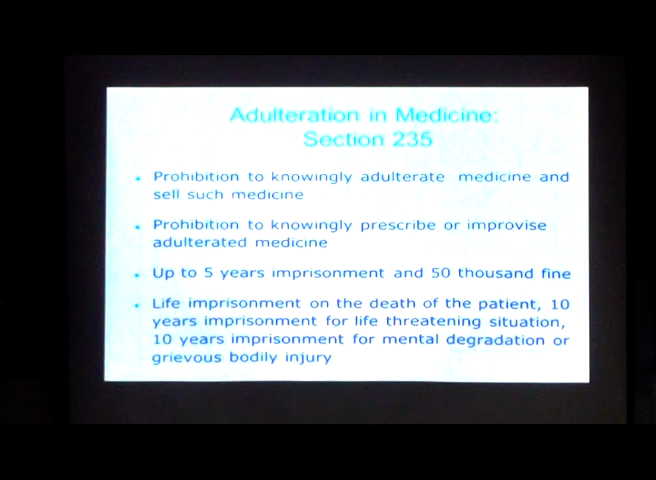 Adulteration in Medicine:
Section 235
• Prohibition to knowingly adulterate medicine and
sell such medicine
• Prohibition to knowingly prescribe or improvise
adulterated medicine
• Up to 5 years imprisonment and 50 thousand fine
• Life imprisonment on the death of the patient, 10
years imprisonment for life threatening situation,
10 years imprisonment for mental degradation or
grievous bodily injury